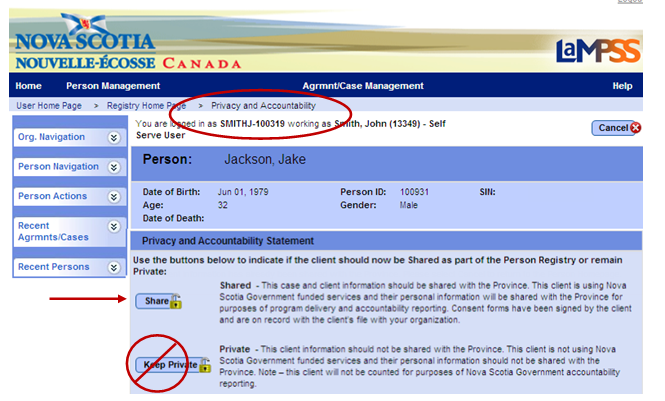 Logout
NOVA SCOTIA
NOUVELLE-ÉCOSSE CANADA
LaMPSS
Home Person Management Agrmnt/Case Management Help
User Home Page > Registry Home Page > Privacy and Accountability
You are logged in as SMITHJ-100319 working as Smith, John (13349) - Self
Serve User
Cancel
Org. Navigation
Person Navigation
Person Actions
Recent
Agrmnts/Cases
Recent Persons
Person: Jackson, Jake
Date of Birth: Jun 01, 1979 Person ID: 100931 SIN:
Age: 32 Gender: Male
Date of Death:
Privacy and Accountability Statement
Use the buttons below to indicate if the client should now be Shared as part of the Person Registry or remain
Private:
Share
Shared - This case and client information should be shared with the Province. This client is using Nova
Scotia Government funded services and their personal information will be shared with the Province for
purposes of program delivery and accountability reporting. Consent forms have been signed by the client
and are on record with the client's file with your organization.
Keep Private
Private - This client information should not be shared with the Province. This client is not using Nova
Scotia Government funded services and their personal information should not be shared with the
Province. Note – this client will not be counted for purposes of Nova Scotia Government accountability
reporting.